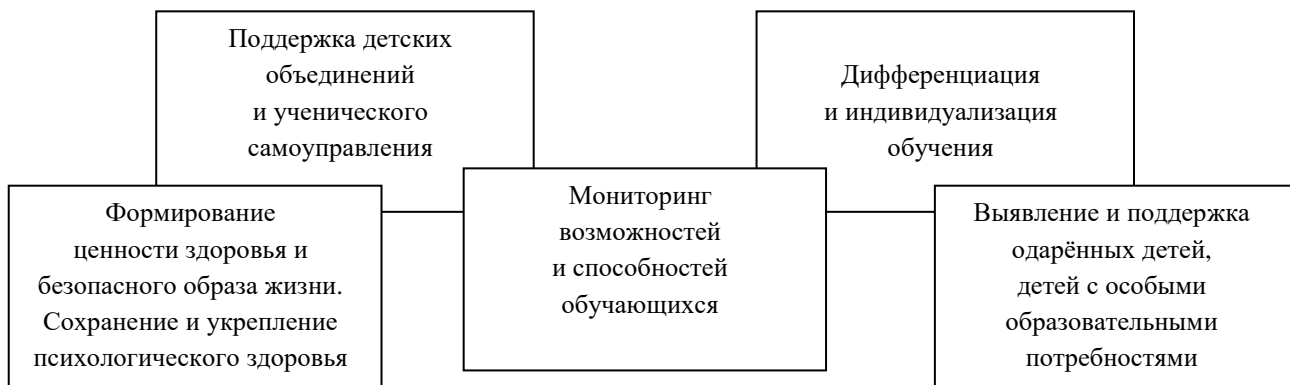 Поддержка детских
объединений
и ученического
самоуправления
Дифференциация
и индивидуализация
обучения
Формирование
ценности здоровья и
безопасного образа жизни.
Сохранение и укрепление
психологического здоровья
Мониторинг
возможностей
и способностей
обучающихся
Выявление и поддержка
одарённых детей,
детей с особыми
образовательными
потребностями